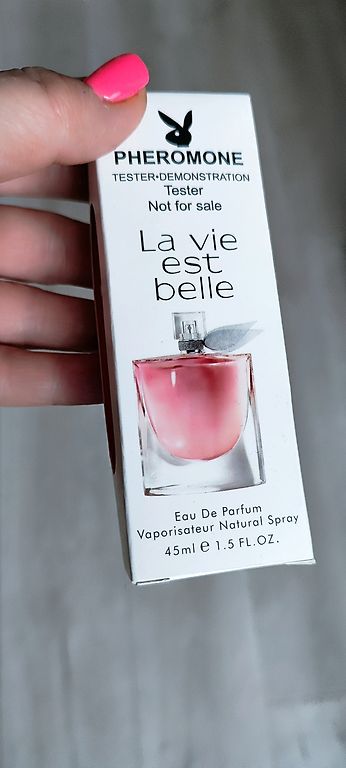 PHEROMONE
TESTER•DEMONSTRATION
Tester
Not for sale
La vie
est
belle
Eau De Parfum
Vaporisateur Natural Spray
45ml ℮ 1.5 FL.OZ.